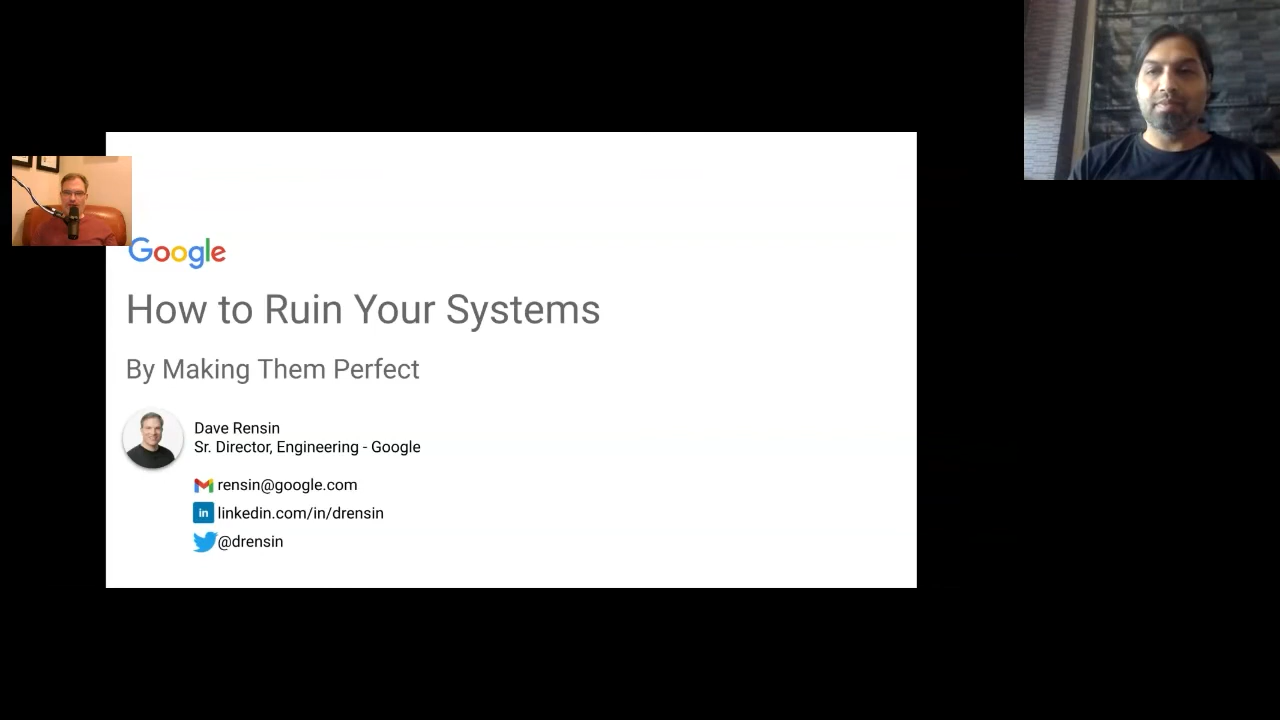 Google
How to Ruin Your Systems
By Making Them Perfect
Dave Rensin
Sr. Director, Engineering - Google
rensin@google.com
in linkedin.com/in/drensin
@drensin